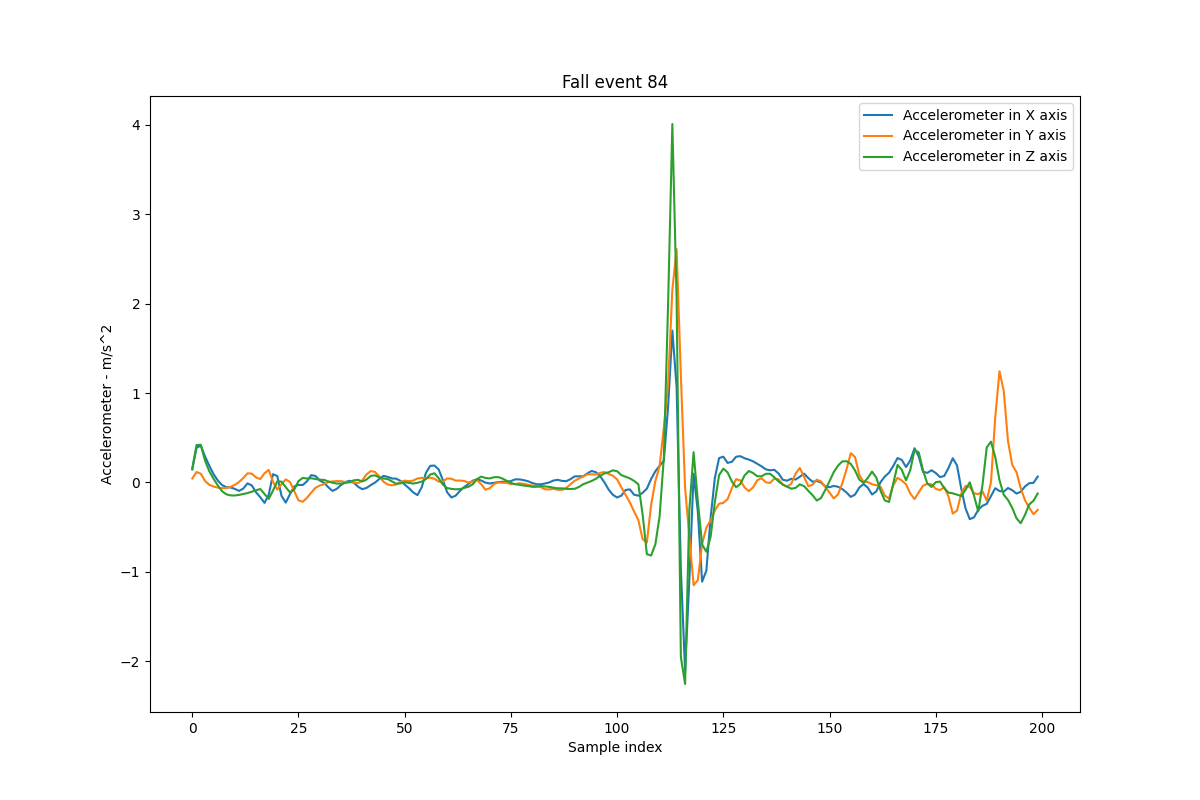 Fall event 84
Accelerometer in X axis
Accelerometer in Y axis
Accelerometer in Z axis
Accelerometer - m/s^2
4
3
2
1
0
−1
−2
0 25 50 75 100 125 150 175 200
Sample index